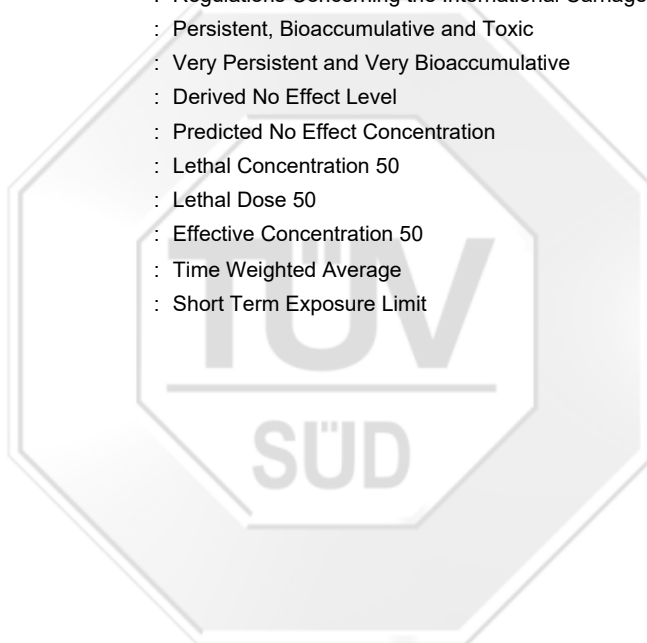 : Regulations Concerning the International Carriage
: Persistent, Bioaccumulative and Toxic
: Very Persistent and Very Bioaccumulative
: Derived No Effect Level
: Predicted No Effect Concentration
: Lethal Concentration 50
: Lethal Dose 50
: Effective Concentration 50
: Time Weighted Average
: Short Term Exposure Limit
TÜV
SÜD